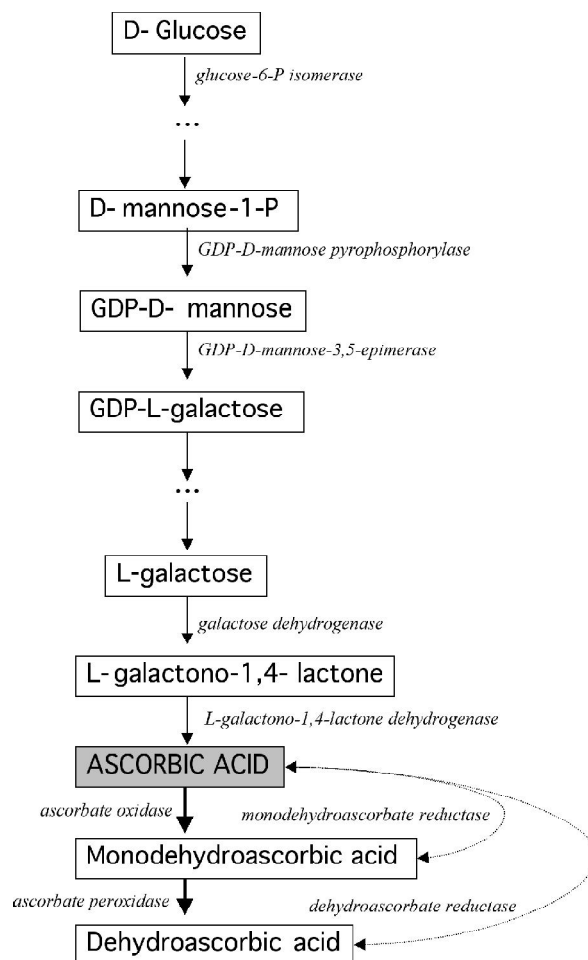 D- Glucose
glucose-6-P isomerase
...
D- mannose-1-P
GDP-D-mannose pyrophosphorylase
GDP-D- mannose
GDP-D-mannose-3,5-epimerase
GDP-L-galactose
...
L-galactose
galactose dehydrogenase
L-galactono-1,4- lactone
L-galactono-1,4-lactone dehydrogenase
ASCORBIC ACID
ascorbate oxidase
monodehydroascorbate reductase
Monodehydroascorbic acid
ascorbate peroxidase
dehydroascorbate reductase
Dehydroascorbic acid